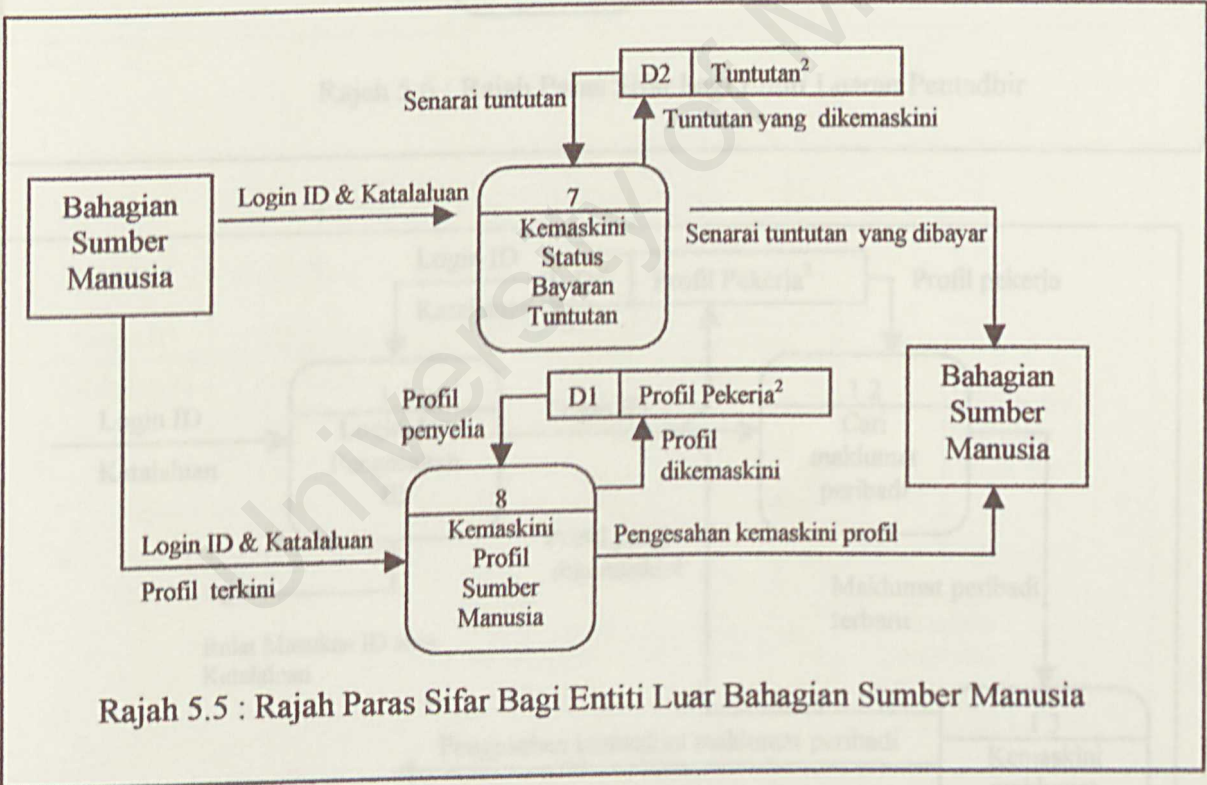 D2 Tuntutan²
Senarai tuntutan
Tuntutan yang dikemaskini
Bahagian
Sumber
Manusia
Login ID & Katalaluan
7
Kemaskini
Status
Bayaran
Tuntutan
Senarai tuntutan yang dibayar
D1 Profil Pekerja²
Profil
penyelia
Profil
dikemaskini
Bahagian
Sumber
Manusia
8
Kemaskini
Profil
Sumber
Manusia
Login ID & Katalaluan
Profil terkini
Pengesahan kemaskini profil
Rajah 5.5 : Rajah Paras Sifar Bagi Entiti Luar Bahagian Sumber Manusia
University of M